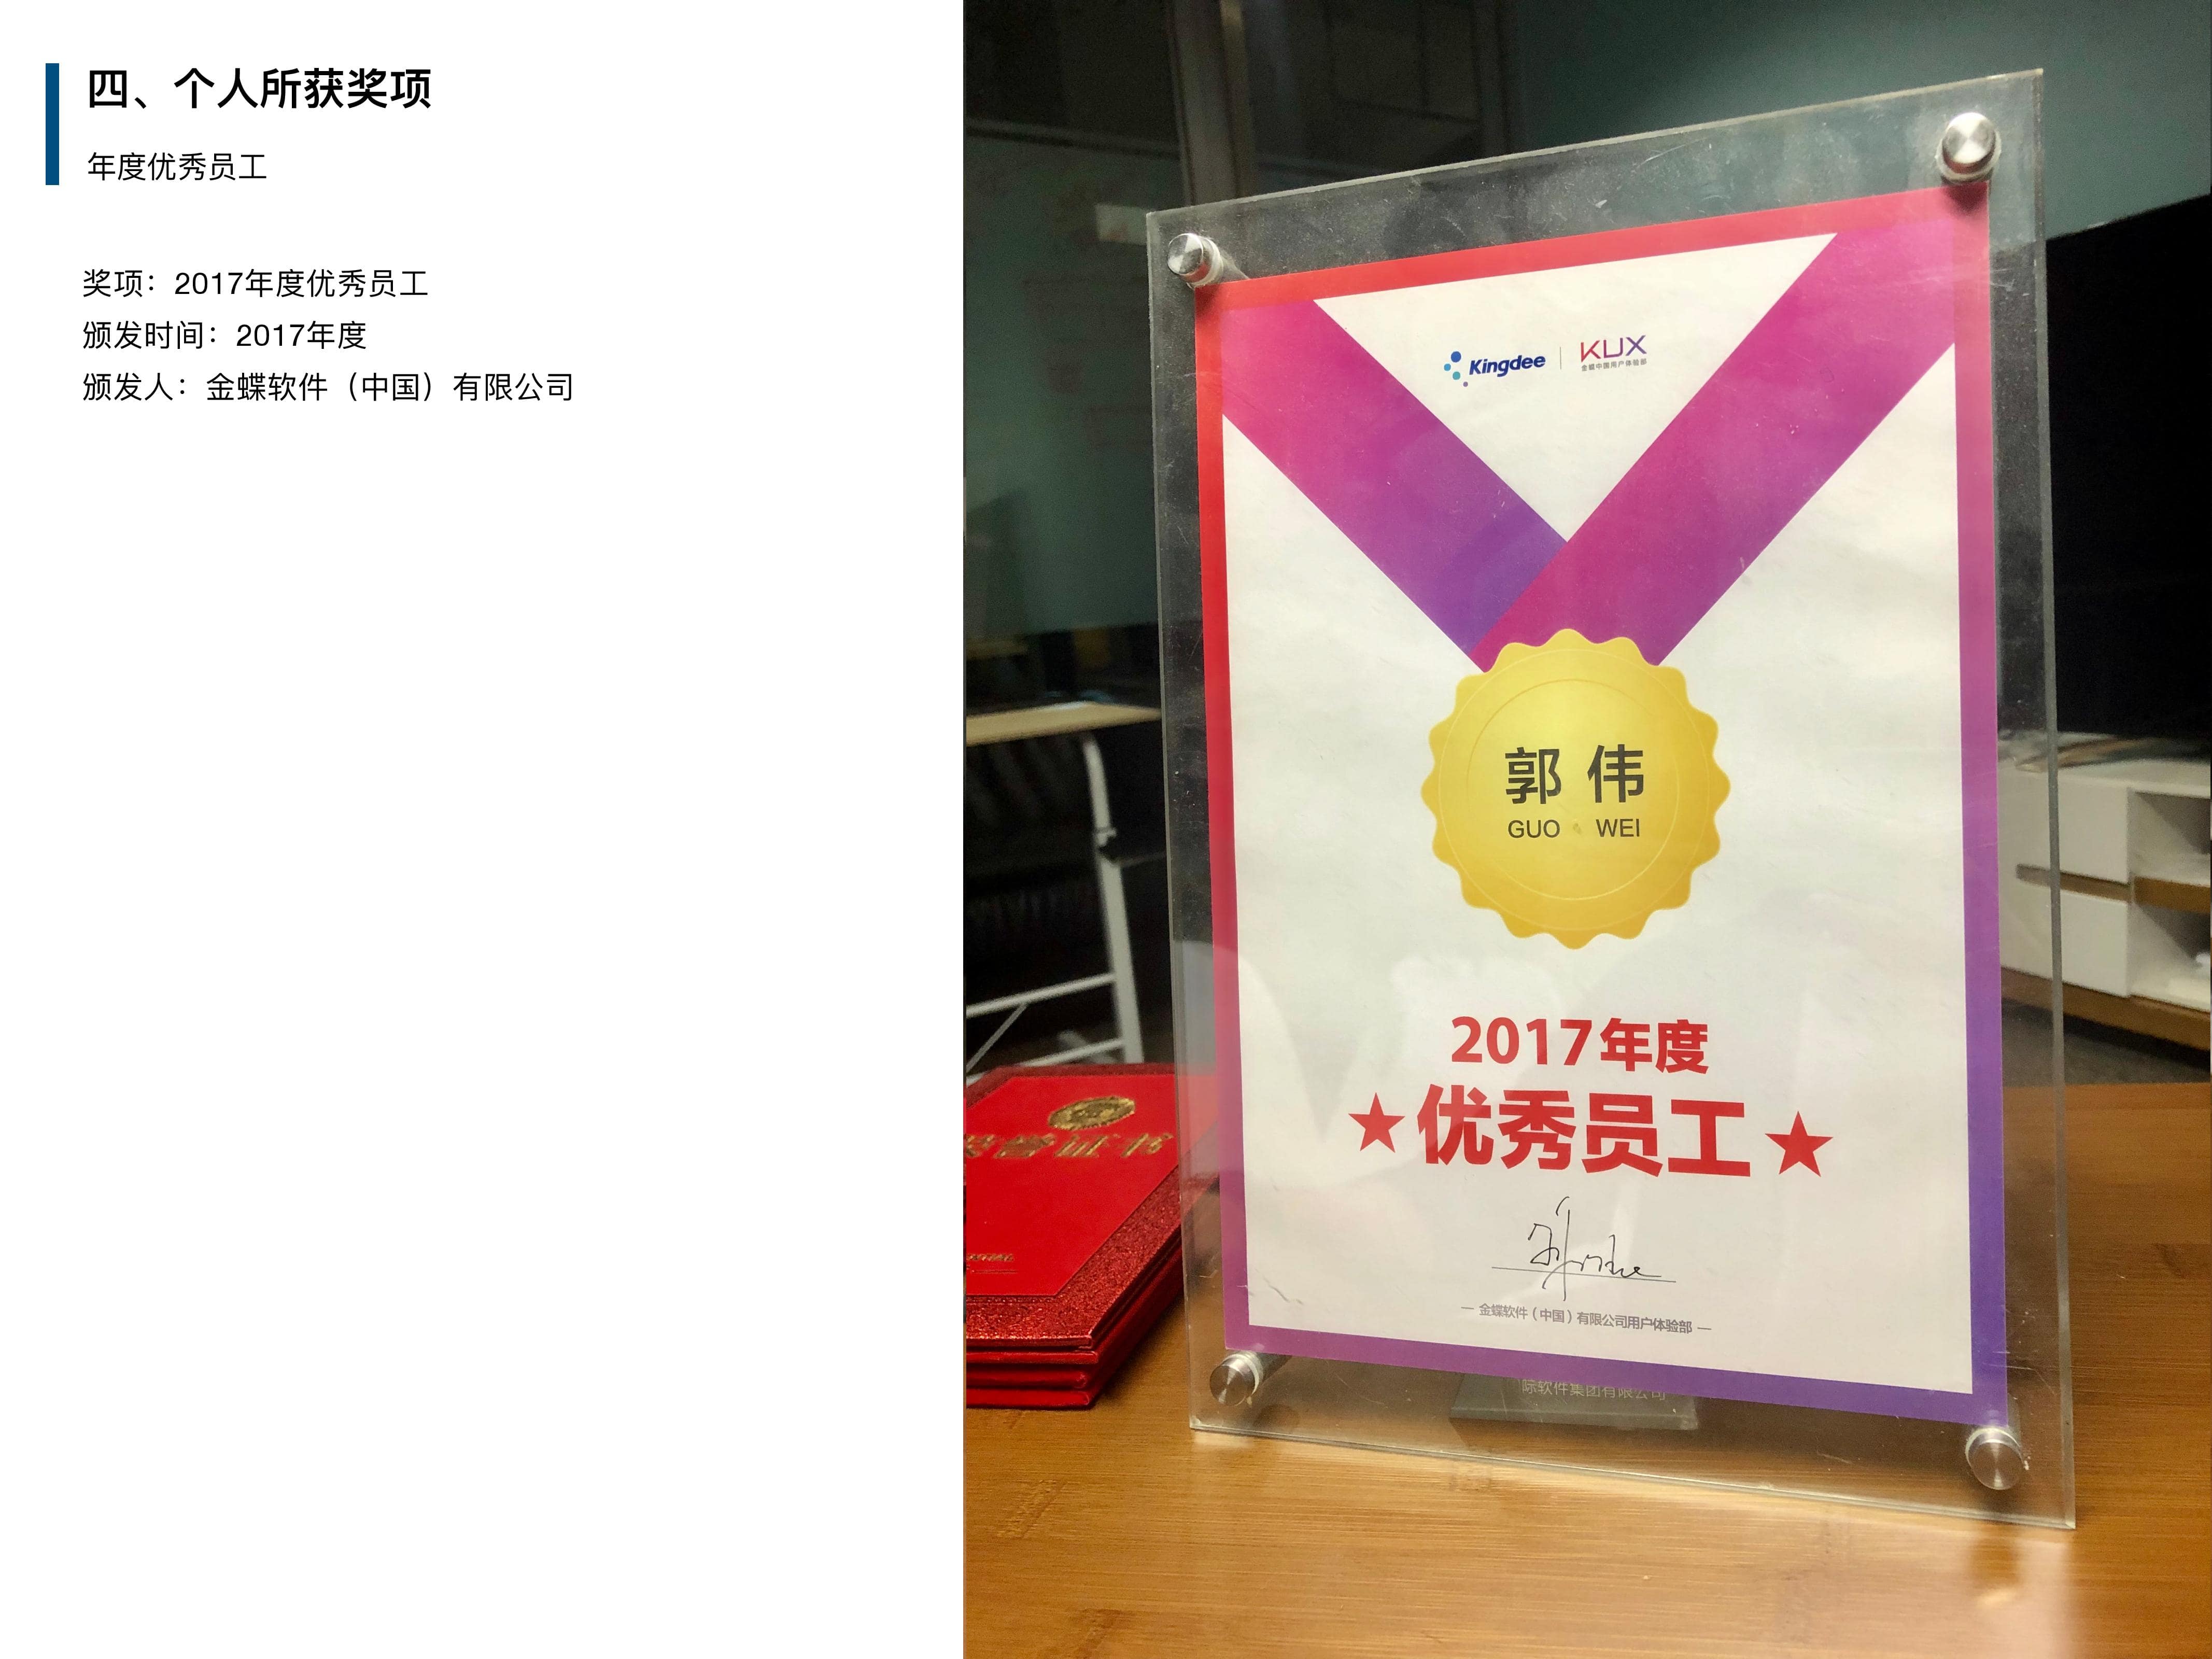 四、个人所获奖项
年度优秀员工
奖项：2017年度优秀员工
颁发时间：2017年度
颁发人：金蝶软件（中国）有限公司
Kingdee
KUX
金蝶中国用户体验部
郭 伟
GUO WEI
2017年度
★优秀员工★
— 金蝶软件（中国）有限公司用户体验部 —
际软件集团有限公司
证书